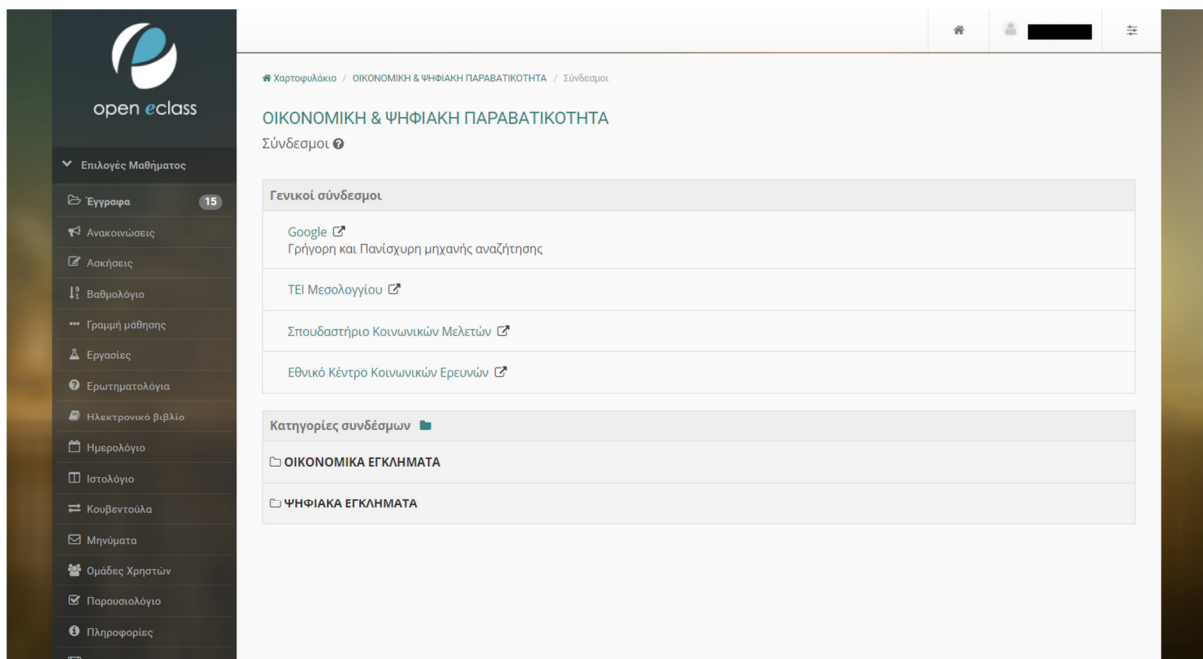 open eclass
Επιλογές Μαθήματος
Έγγραφα 15
Ανακοινώσεις
Ασκήσεις
Βαθμολόγιο
Γραμμή μάθησης
Εργασίες
Ερωτηματολόγια
Ηλεκτρονικό βιβλίο
Ημερολόγιο
Ιστολόγιο
Κουβεντούλα
Μηνύματα
Ομάδες Χρηστών
Παρουσιολόγιο
Πληροφορίες
Χαρτοφυλάκιο / ΟΙΚΟΝΟΜΙΚΗ & ΨΗΦΙΑΚΗ ΠΑΡΑΒΑΤΙΚΟΤΗΤΑ / Σύνδεσμοι
ΟΙΚΟΝΟΜΙΚΗ & ΨΗΦΙΑΚΗ ΠΑΡΑΒΑΤΙΚΟΤΗΤΑ
Σύνδεσμοι
Γενικοί σύνδεσμοι
Google
Γρήγορη και Πανίσχυρη μηχανής αναζήτησης
ΤΕΙ Μεσολογγίου
Σπουδαστήριο Κοινωνικών Μελετών
Εθνικό Κέντρο Κοινωνικών Ερευνών
Κατηγορίες συνδέσμων
ΟΙΚΟΝΟΜΙΚΑ ΕΓΚΛΗΜΑΤΑ
ΨΗΦΙΑΚΑ ΕΓΚΛΗΜΑΤΑ